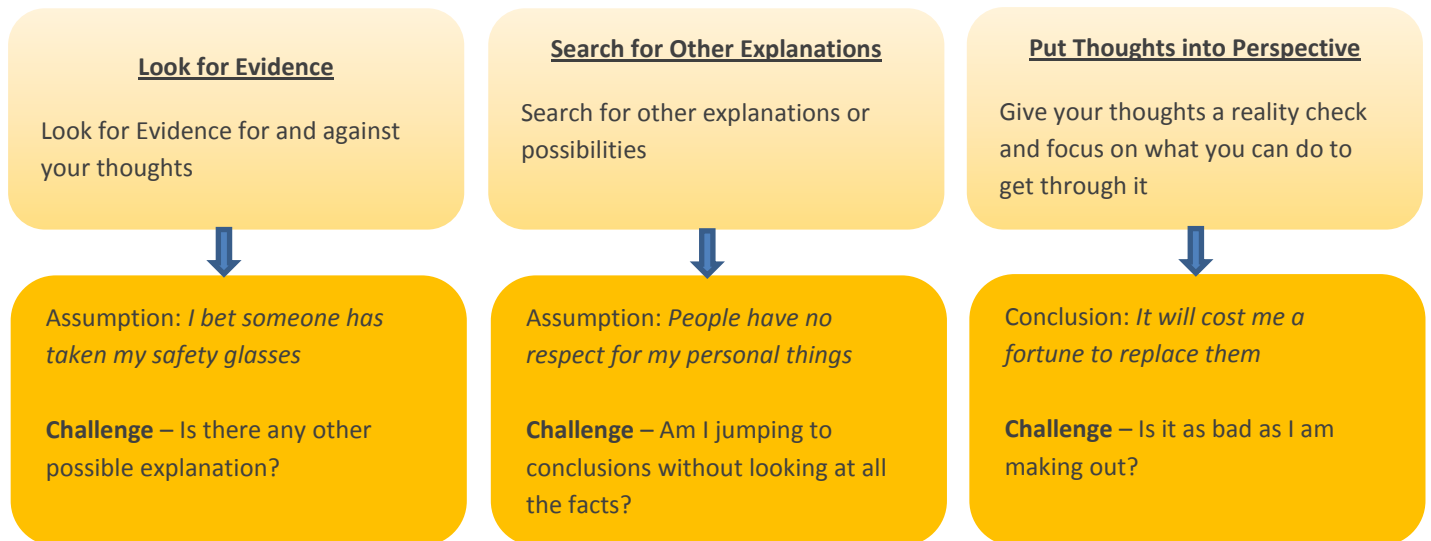 Look for Evidence
Look for Evidence for and against
your thoughts
Search for Other Explanations
Search for other explanations or
possibilities
Put Thoughts into Perspective
Give your thoughts a reality check
and focus on what you can do to
get through it
Assumption: I bet someone has
taken my safety glasses
Challenge – Is there any other
possible explanation?
Assumption: People have no
respect for my personal things
Challenge – Am I jumping to
conclusions without looking at all
the facts?
Conclusion: It will cost me a
fortune to replace them
Challenge – Is it as bad as I am
making out?